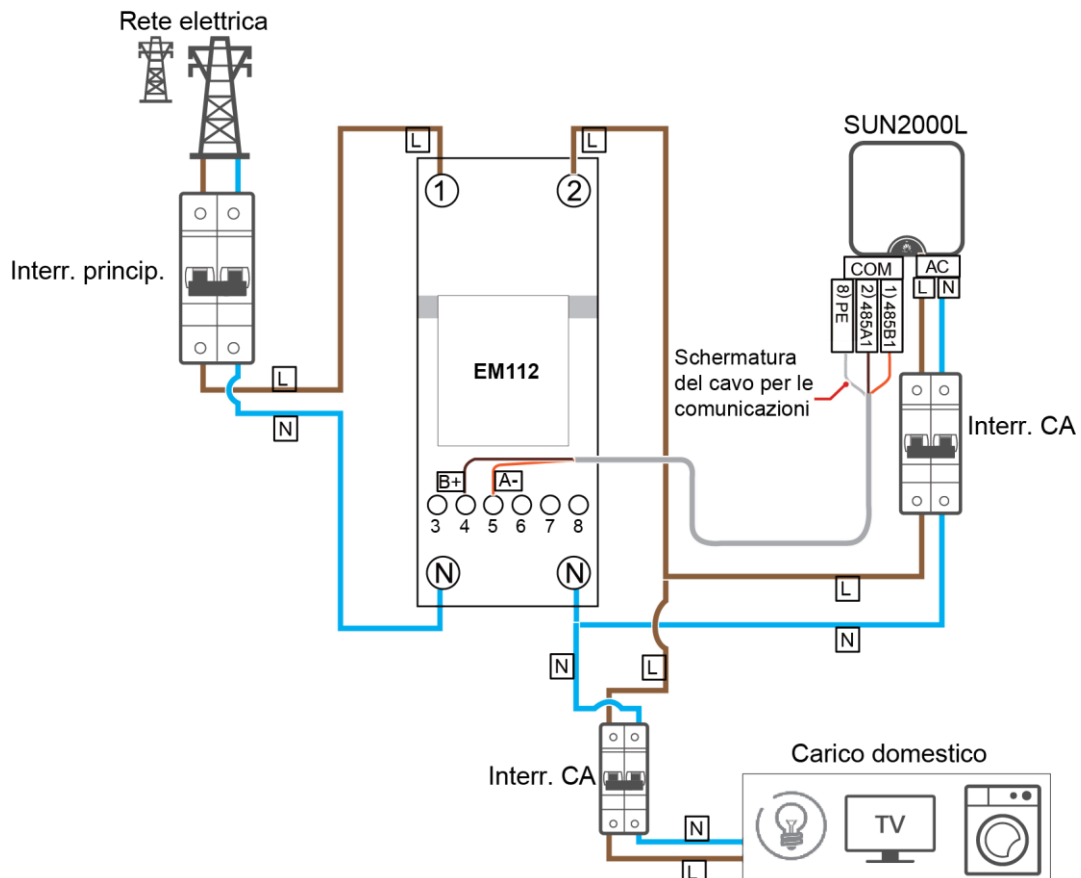 Rete elettrica
SUN2000L
L
L
1
2
Interr. princip.
COM
AC
L
N
8) PE
2) 485A1
1) 485B1
Schermatura
del cavo per le
comunicazioni
EM112
L
N
Interr. CA
B+
A-
3
4
5
6
7
8
N
N
L
N
N
L
Interr. CA
Carico domestico
TV
N
L